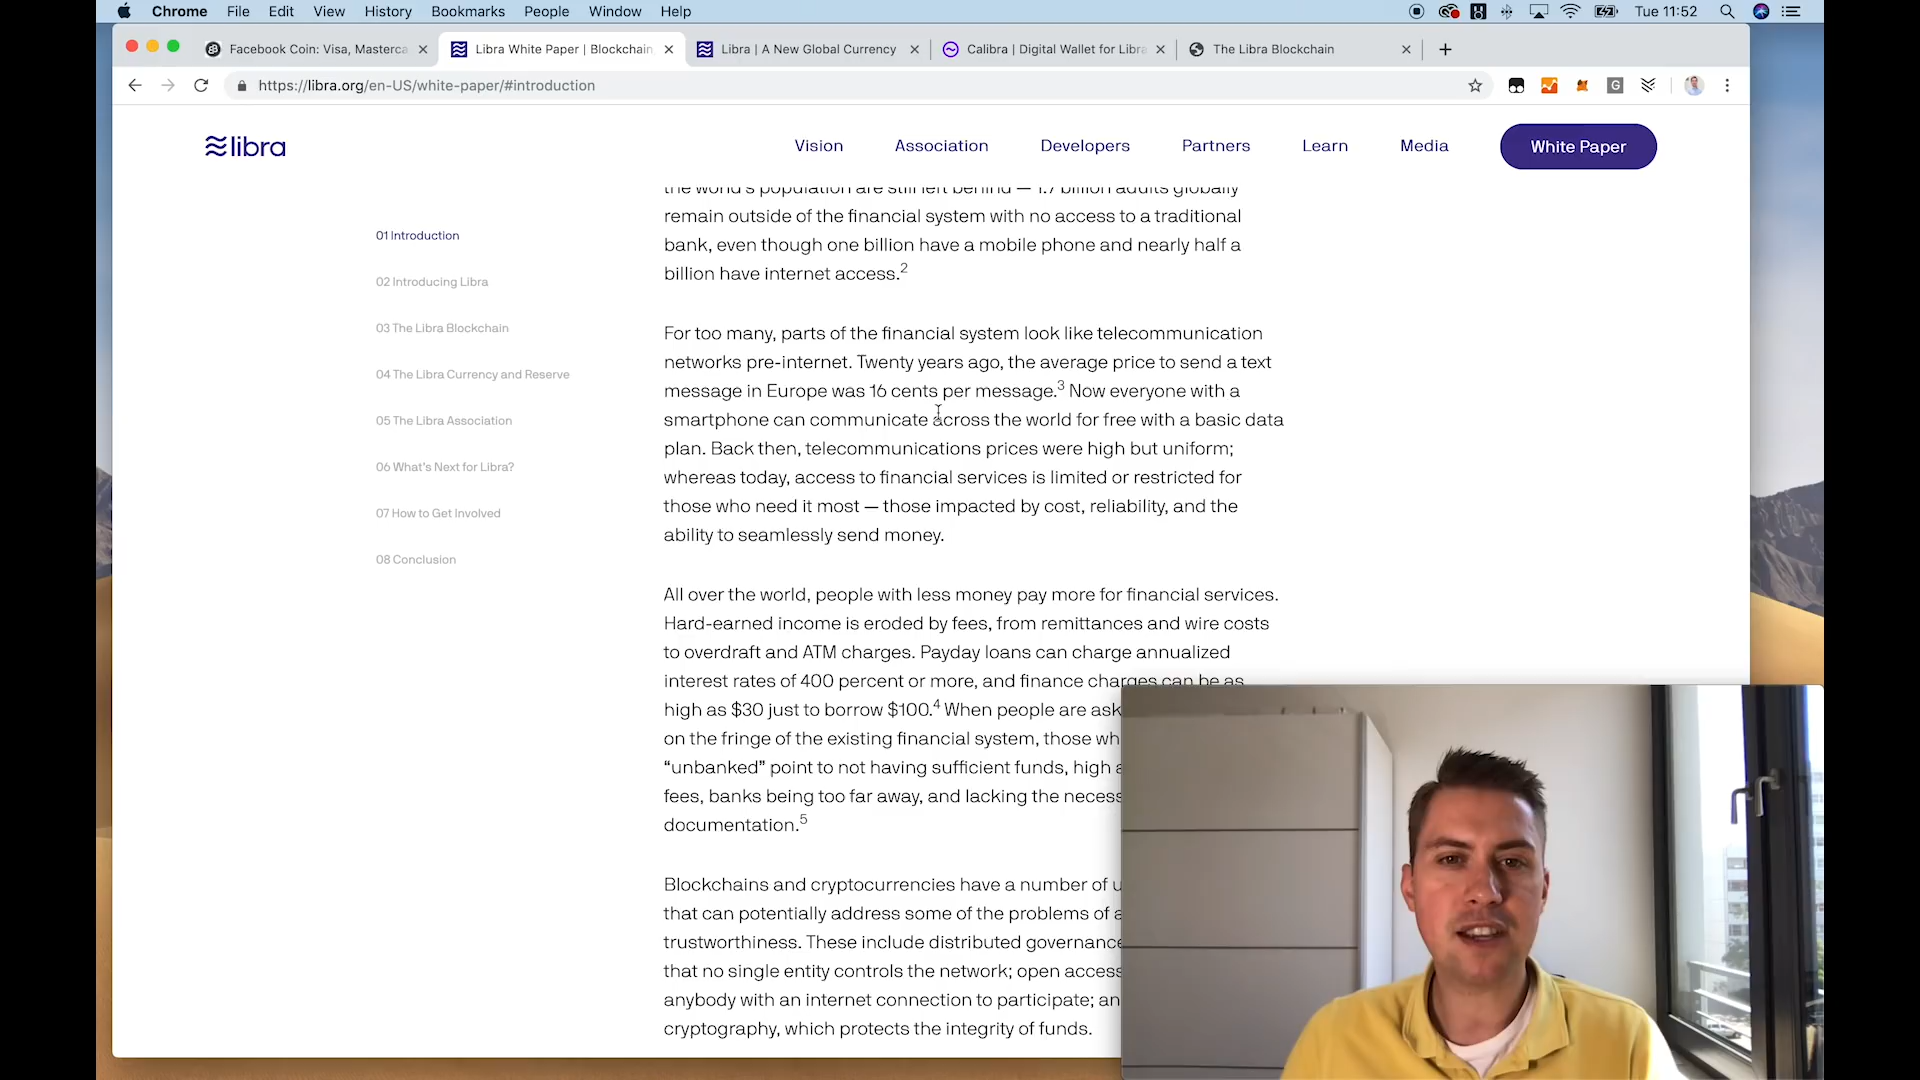 Chrome File Edit View History Bookmarks People Window Help Tue 11:52
Facebook Coin: Visa, Masterca
Libra White Paper | Blockchain,
Libra | A New Global Currency
Calibra | Digital Wallet for Libra
The Libra Blockchain
https://libra.org/en-US/white-paper/#introduction
G
libra
Vision Association Developers Partners Learn Media White Paper
01 Introduction
02 Introducing Libra
03 The Libra Blockchain
04 The Libra Currency and Reserve
05 The Libra Association
06 What's Next for Libra?
07 How to Get Involved
08 Conclusion
the world's population are still left behind — 1.7 billion adults globally
remain outside of the financial system with no access to a traditional
bank, even though one billion have a mobile phone and nearly half a
billion have internet access.2
For too many, parts of the financial system look like telecommunication
networks pre-internet. Twenty years ago, the average price to send a text
message in Europe was 16 cents per message.3 Now everyone with a
smartphone can communicate across the world for free with a basic data
plan. Back then, telecommunications prices were high but uniform;
whereas today, access to financial services is limited or restricted for
those who need it most — those impacted by cost, reliability, and the
ability to seamlessly send money.
All over the world, people with less money pay more for financial services.
Hard-earned income is eroded by fees, from remittances and wire costs
to overdraft and ATM charges. Payday loans can charge annualized
interest rates of 400 percent or more, and finance charges can be as
high as $30 just to borrow $100.4 When people are ask
on the fringe of the existing financial system, those wh
“unbanked” point to not having sufficient funds, high a
fees, banks being too far away, and lacking the necess
documentation.5
Blockchains and cryptocurrencies have a number of u
that can potentially address some of the problems of a
trustworthiness. These include distributed governance
that no single entity controls the network; open access
anybody with an internet connection to participate; an
cryptography, which protects the integrity of funds.